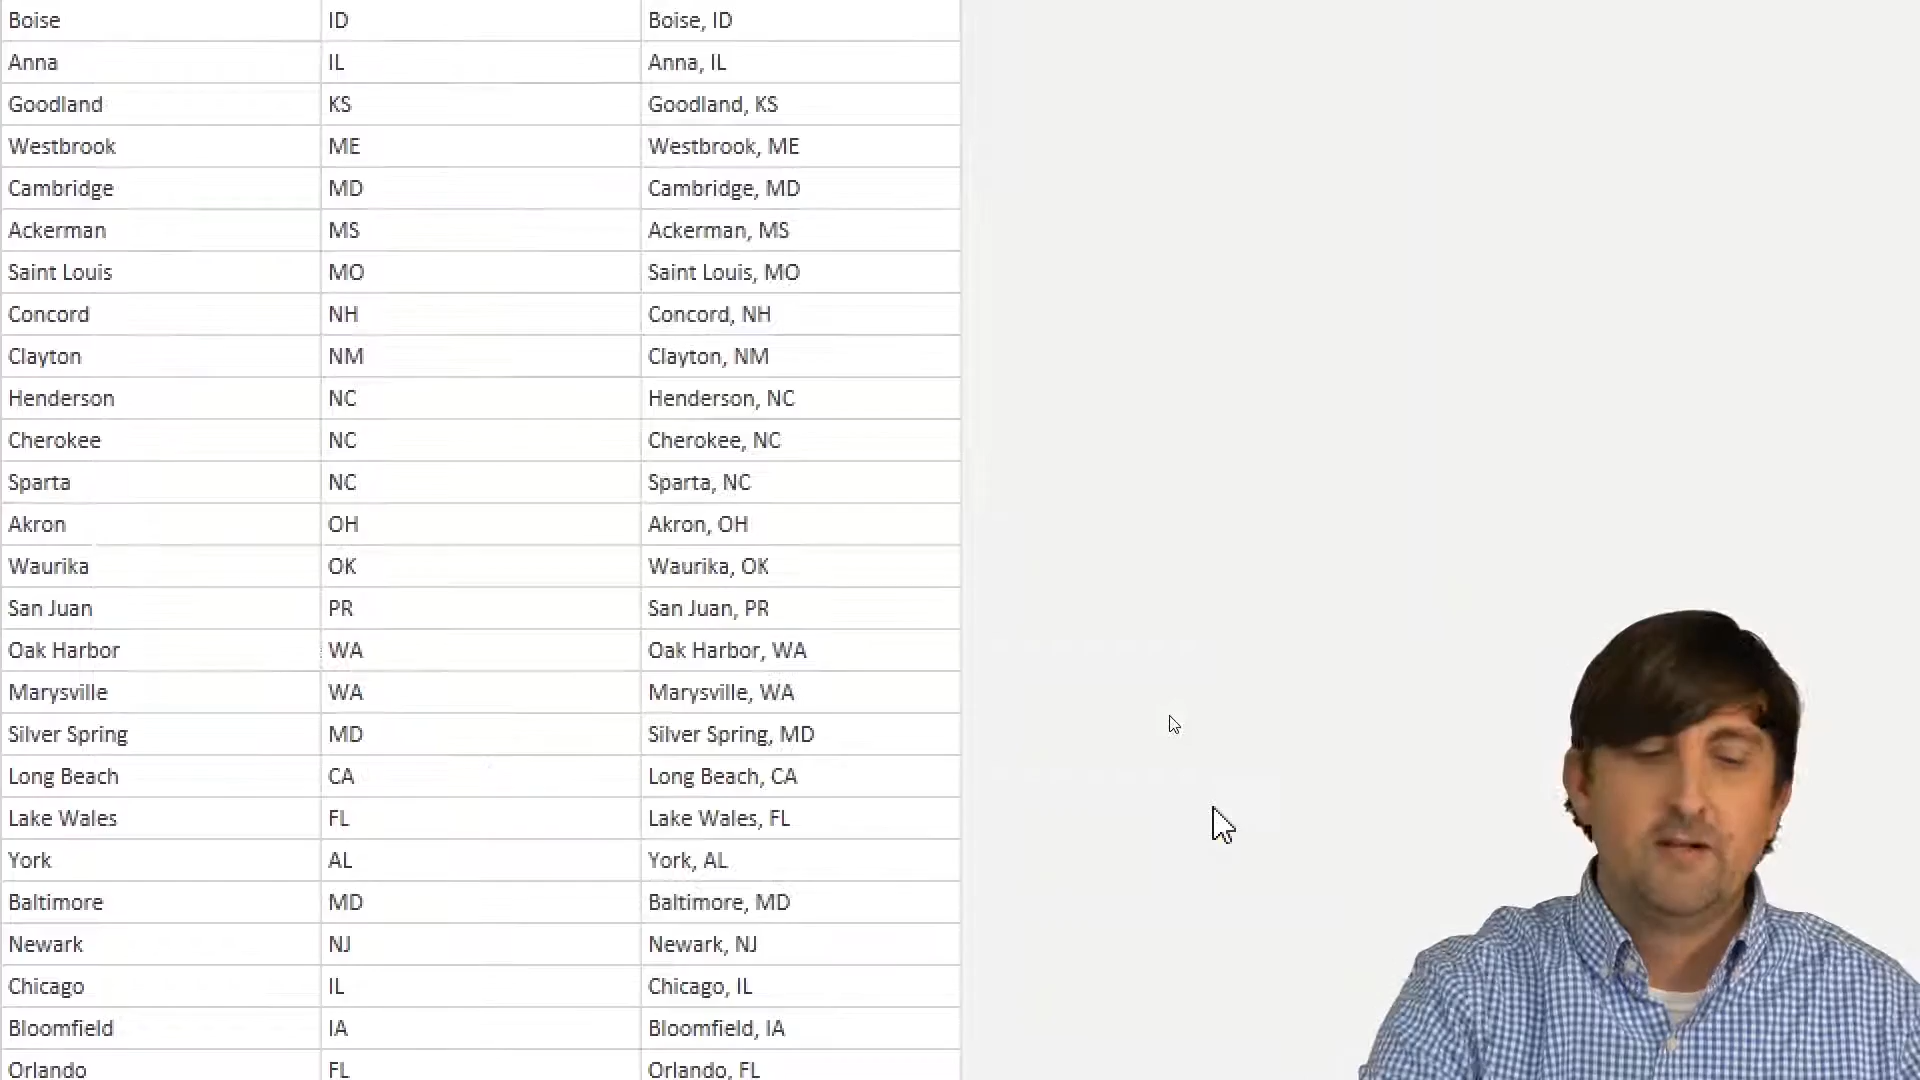 Boise ID Boise, ID
Anna IL Anna, IL
Goodland KS Goodland, KS
Westbrook ME Westbrook, ME
Cambridge MD Cambridge, MD
Ackerman MS Ackerman, MS
Saint Louis MO Saint Louis, MO
Concord NH Concord, NH
Clayton NM Clayton, NM
Henderson NC Henderson, NC
Cherokee NC Cherokee, NC
Sparta NC Sparta, NC
Akron OH Akron, OH
Waurika OK Waurika, OK
San Juan PR San Juan, PR
Oak Harbor WA Oak Harbor, WA
Marysville WA Marysville, WA
Silver Spring MD Silver Spring, MD
Long Beach CA Long Beach, CA
Lake Wales FL Lake Wales, FL
York AL York, AL
Baltimore MD Baltimore, MD
Newark NJ Newark, NJ
Chicago IL Chicago, IL
Bloomfield IA Bloomfield, IA
Orlando FL Orlando, FL